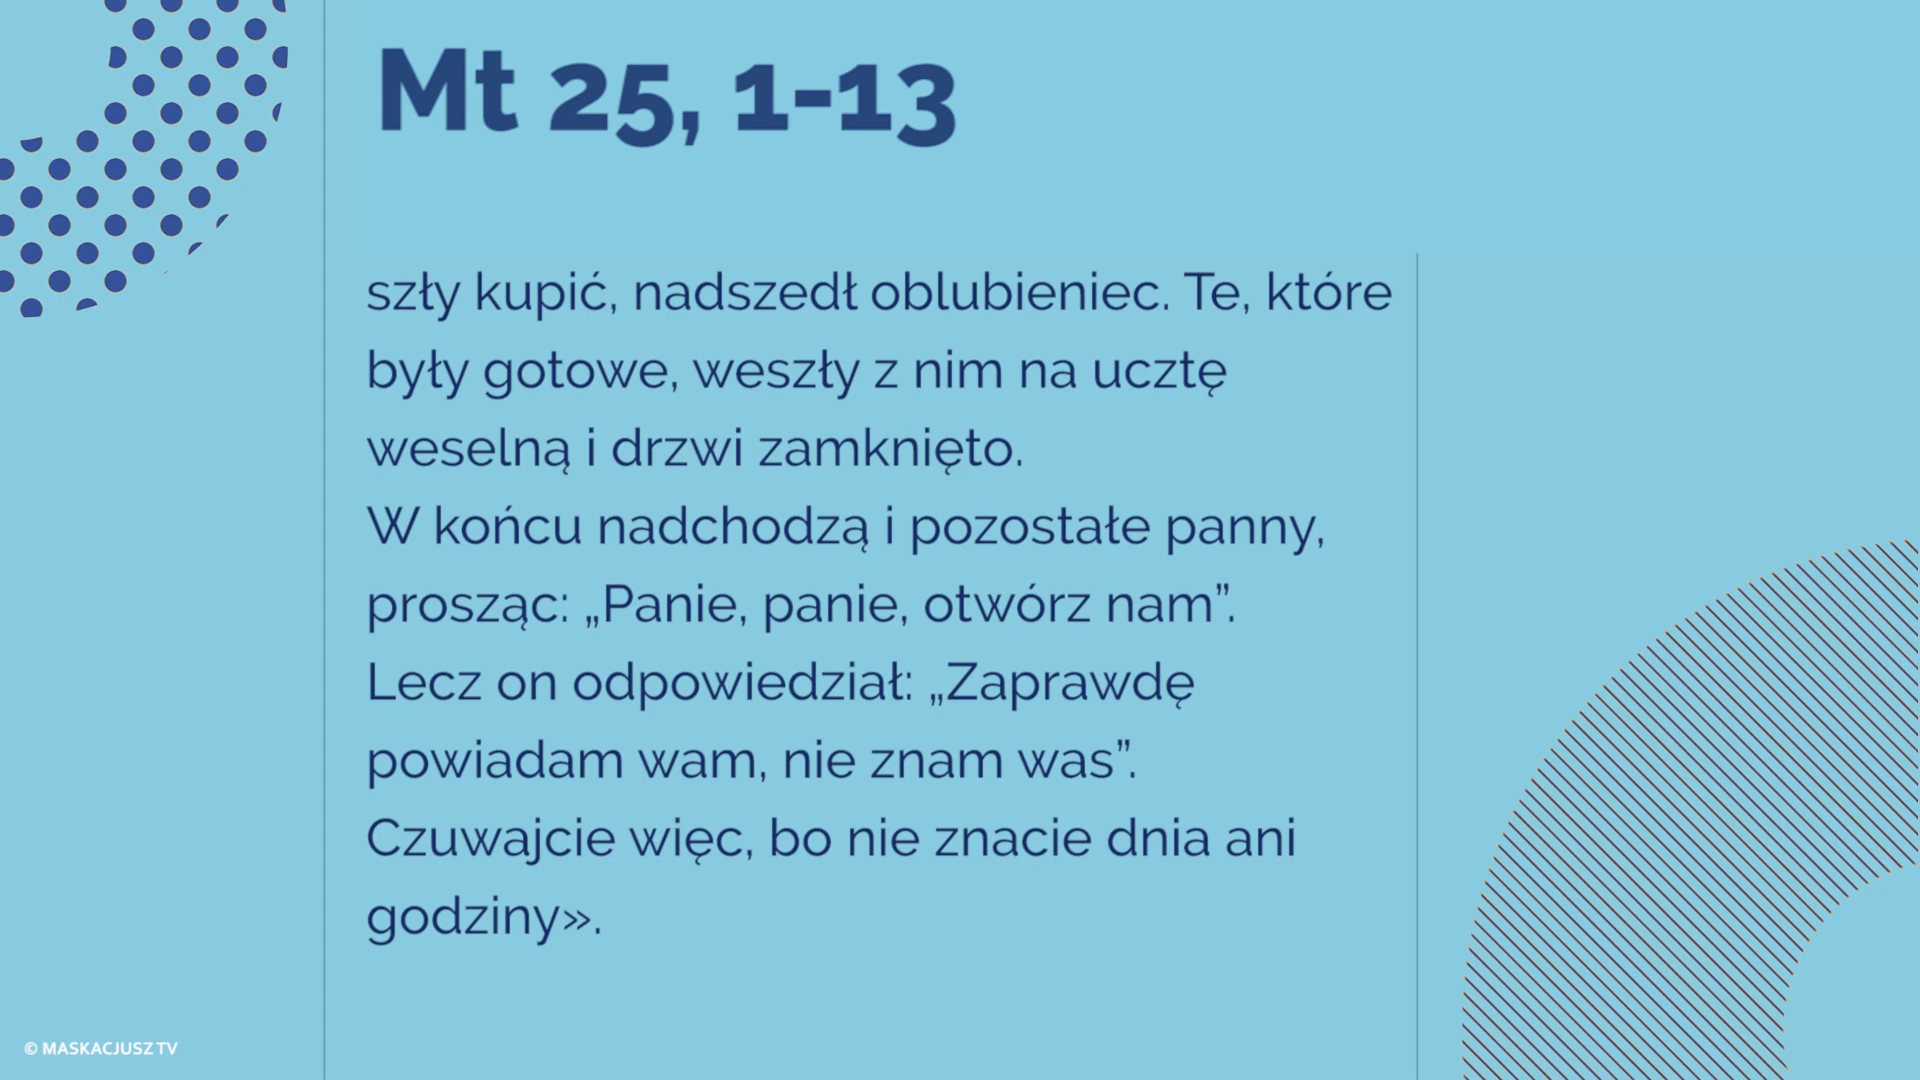 Mt 25, 1-13
szły kupić, nadszedł oblubieniec. Te, które
były gotowe, weszły z nim na ucztę
weselną i drzwi zamknięto.
W końcu nadchodzą i pozostałe panny,
prosząc: „Panie, panie, otwórz nam”.
Lecz on odpowiedział: „Zaprawdę
powiadam wam, nie znam was”.
Czuwajcie więc, bo nie znacie dnia ani
godziny».
© MASKACJUSZ TV